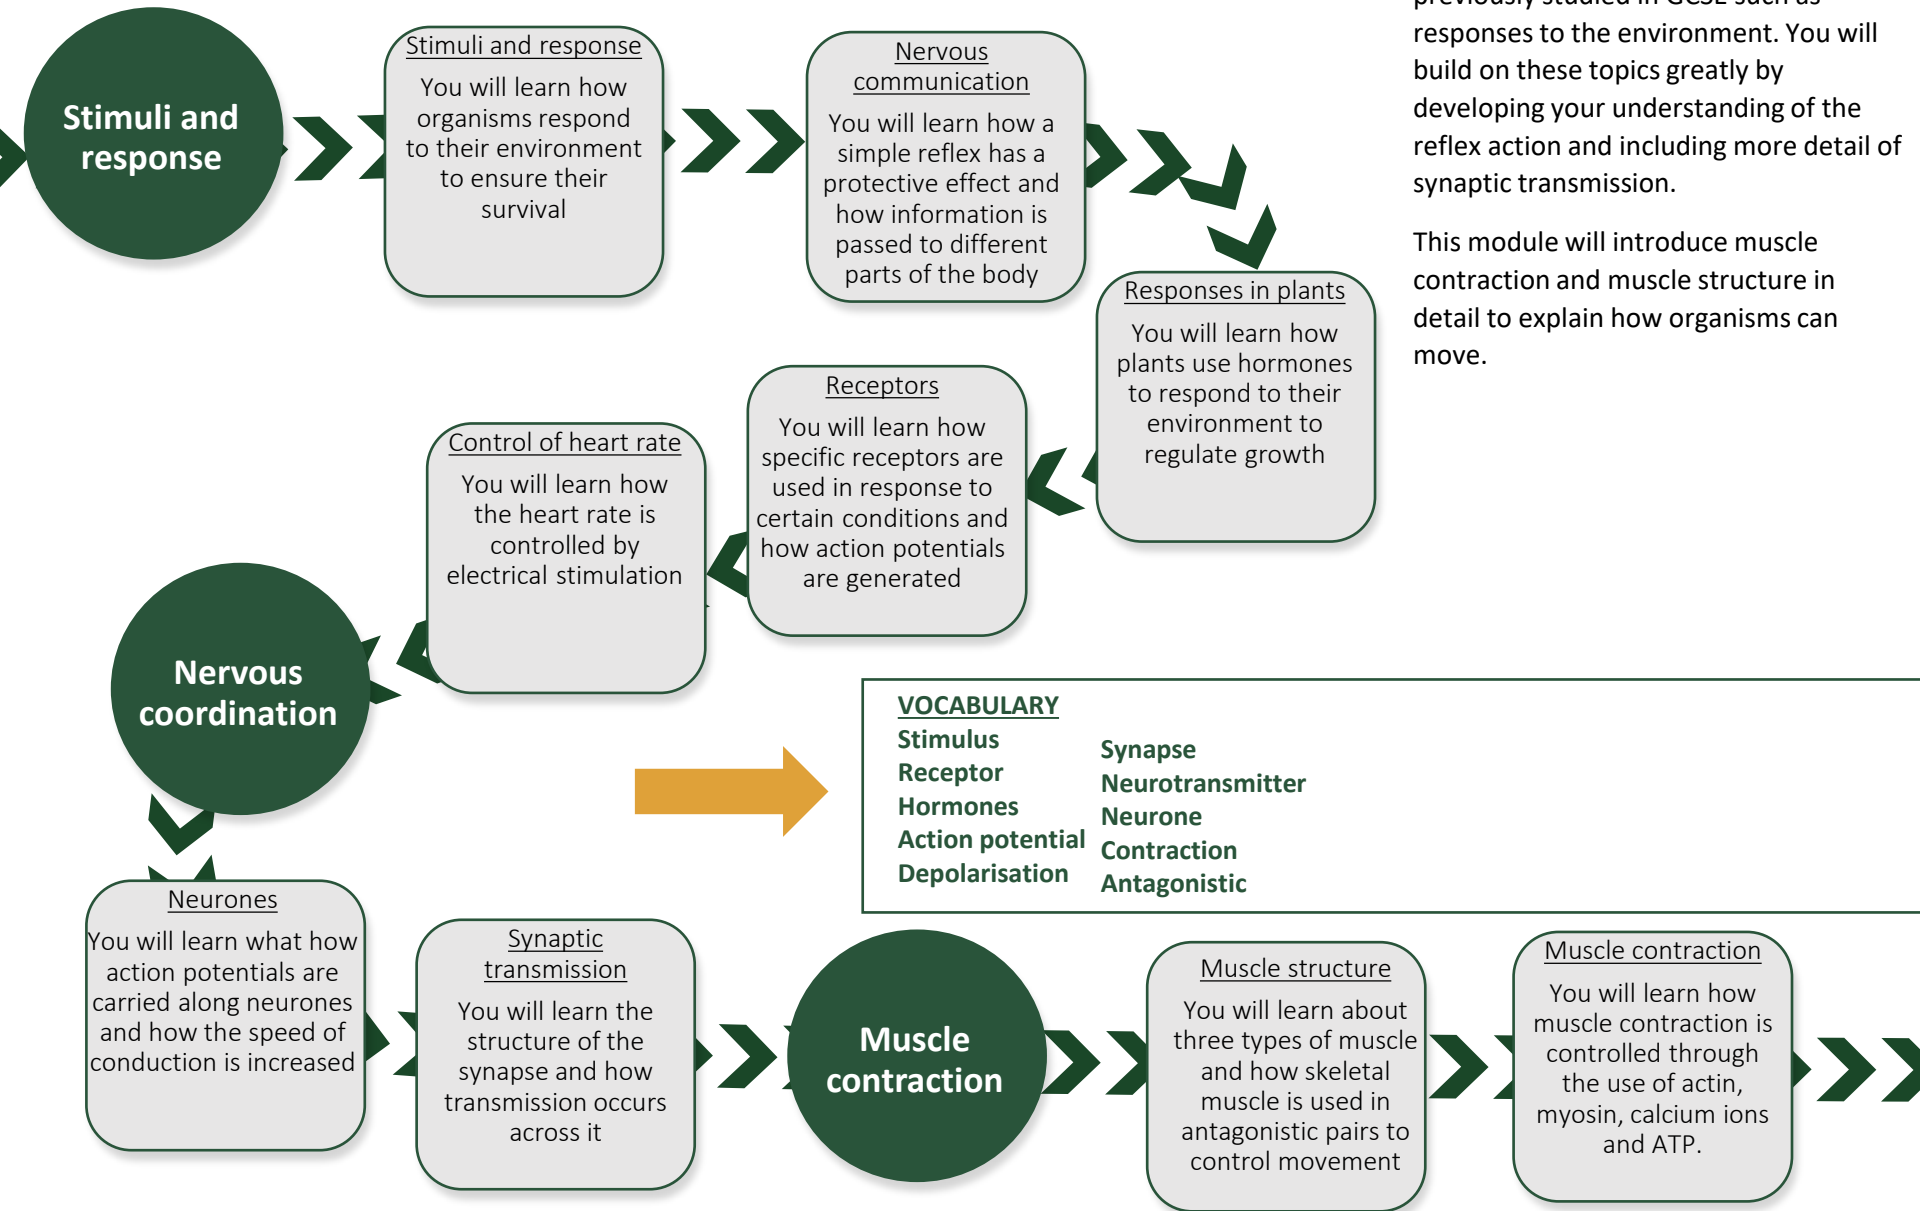 Stimuli and
response
Stimuli and response
You will learn how
organisms respond
to their environment
to ensure their
survival
Nervous
communication
You will learn how a
simple reflex has a
protective effect and
how information is
passed to different
parts of the body
previously studied in GCSE such as
responses to the environment. You will
build on these topics greatly by
developing your understanding of the
reflex action and including more detail of
synaptic transmission.
This module will introduce muscle
contraction and muscle structure in
detail to explain how organisms can
move.
Responses in plants
You will learn how
plants use hormones
to respond to their
environment to
regulate growth
Receptors
You will learn how
specific receptors are
used in response to
certain conditions and
how action potentials
are generated
Control of heart rate
You will learn how
the heart rate is
controlled by
electrical stimulation
Nervous
coordination
VOCABULARY
Stimulus
Receptor
Hormones
Action potential
Depolarisation
Synapse
Neurotransmitter
Neurone
Contraction
Antagonistic
Neurones
You will learn what how
action potentials are
carried along neurones
and how the speed of
conduction is increased
Synaptic
transmission
You will learn the
structure of the
synapse and how
transmission occurs
across it
Muscle
contraction
Muscle structure
You will learn about
three types of muscle
and how skeletal
muscle is used in
antagonistic pairs to
control movement
Muscle contraction
You will learn how
muscle contraction is
controlled through
the use of actin,
myosin, calcium ions
and ATP.